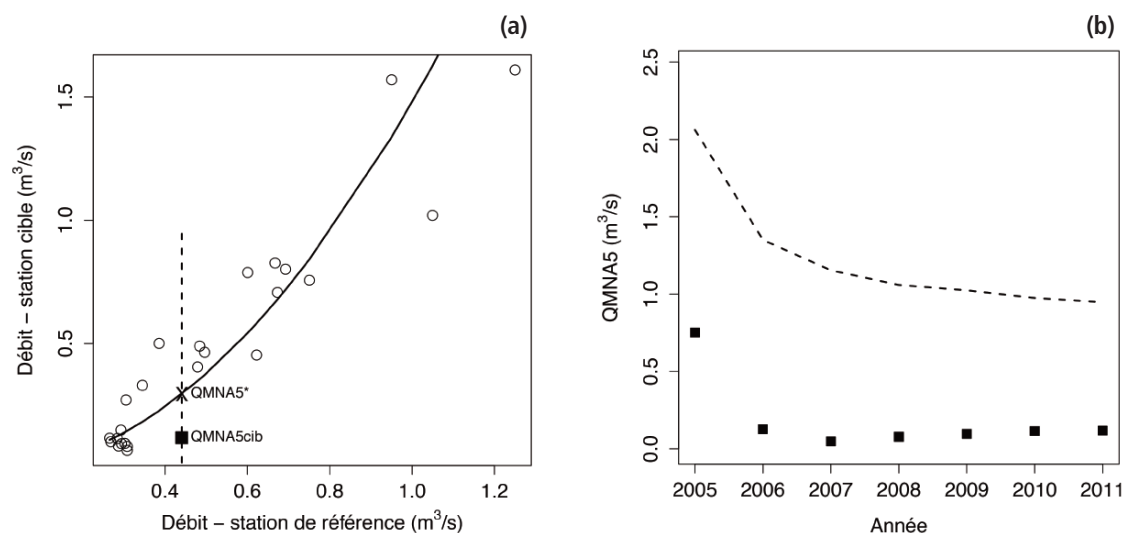 (a)
Débit – station cible (m³/s)
1.5
1.0
0.5
QMNA5*
QMNA5cib
0.4
0.6
0.8
1.0
1.2
Débit – station de référence (m³/s)
(b)
QMNA5 (m³/s)
2.5
2.0
1.5
1.0
0.5
0.0
2005
2006
2007
2008
2009
2010
2011
Année